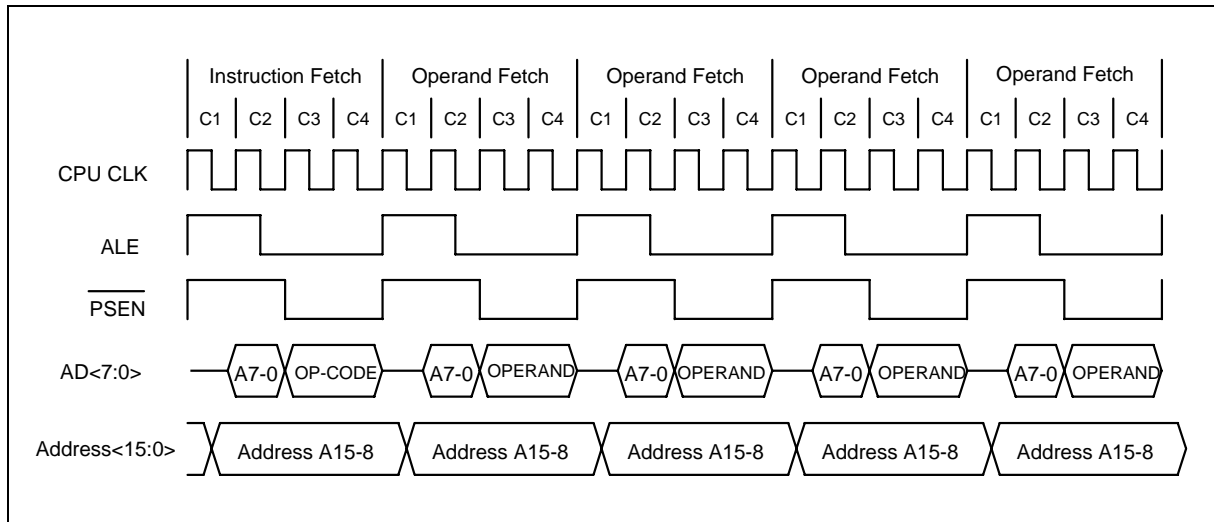 Instruction Fetch Operand Fetch Operand Fetch Operand Fetch Operand Fetch
C1 C2 C3 C4 C1 C2 C3 C4 C1 C2 C3 C4 C1 C2 C3 C4 C1 C2 C3 C4
CPU CLK
ALE
PSEN
AD<7:0> A7-0 OP-CODE A7-0 OPERAND A7-0 OPERAND A7-0 OPERAND A7-0 OPERAND
Address<15:0> Address A15-8 Address A15-8 Address A15-8 Address A15-8 Address A15-8